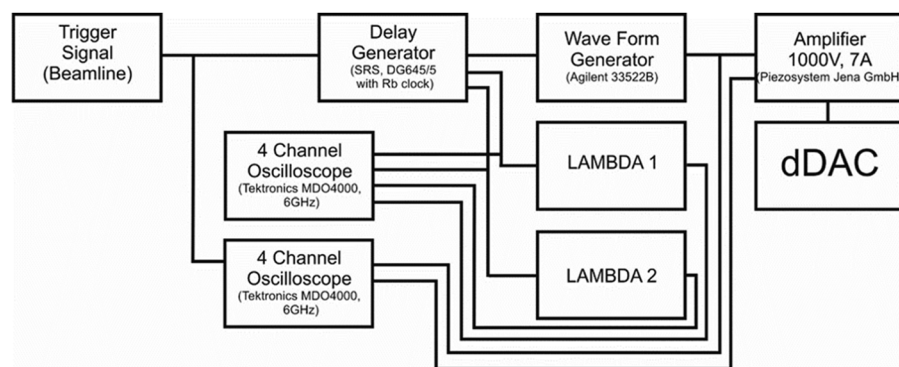 Trigger
Signal
(Beamline)
Delay
Generator
(SRS, DG645/5
with Rb clock)
Wave Form
Generator
(Agilent 33522B)
Amplifier
1000V, 7A
(Piezosystem Jena GmbH
4 Channel
Oscilloscope
(Tektronics MDO4000,
6GHz)
LAMBDA 1
dDAC
4 Channel
Oscilloscope
(Tektronics MDO4000,
6GHz)
LAMBDA 2